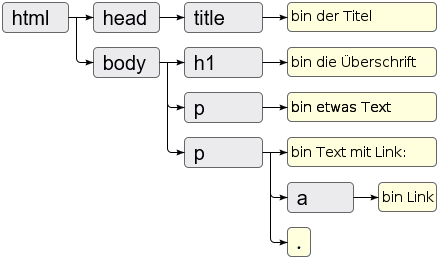 html head title bin der Titel
body h1 bin die Überschrift
p bin etwas Text
p bin Text mit Link:
a bin Link
.